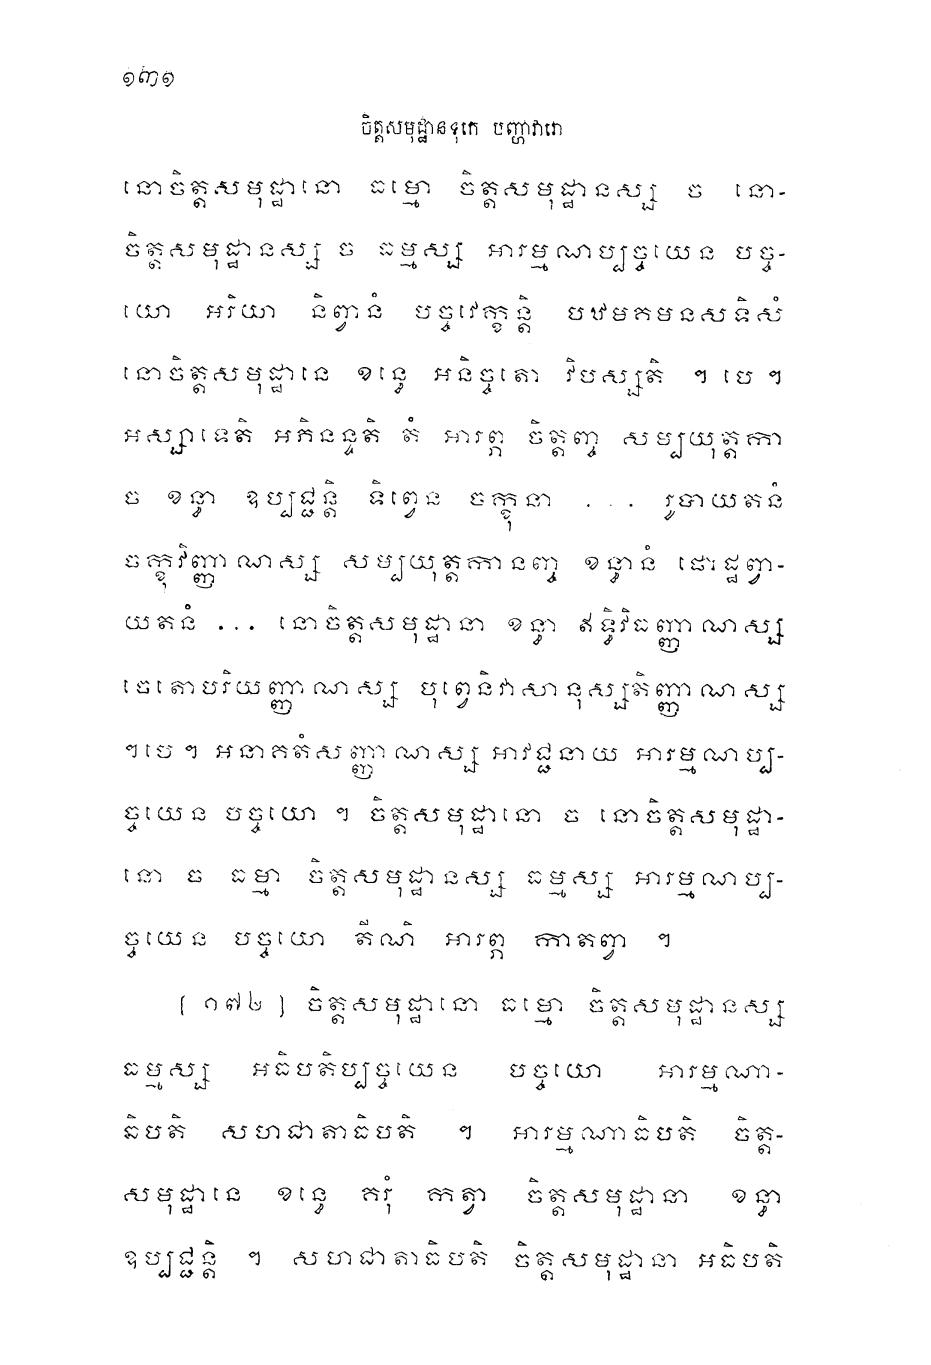 ១៣១
ចិត្តសមុដ្ឋានទុកេ បញ្ហាវារោ
នោចិត្តសមុដ្ឋានោ ធម្មោ ចិត្តសមុដ្ឋានស្ស ច នោ-
ចិត្តសមុដ្ឋានស្ស ច ធម្មស្ស អារម្មណប្បច្ចយេន បច្ច-
យោ អរិយា និព្វានំ បច្ចវេក្ខន្តិ បឋមគមនសទិសំ
នោចិត្តសមុដ្ឋានេ ខន្ធេ អនិច្ចតោ វិបស្សតិ ។ បេ ។
អស្សាទេតិ អភិនន្ទតិ តំ អារព្ភ ចិត្តញ្ច សម្បយុត្តកា
ច ខន្ធា ឧប្បជ្ជន្តិ ទិព្វេន ចក្ខុនា . . . រូបាយតនំ
ចក្ខុវិញ្ញាណស្ស សម្បយុត្តកានញ្ច ខន្ធានំ ផោដ្ឋព្វា-
យតនំ ... នោចិត្តសមុដ្ឋានា ខន្ធា ឥទ្ធិវិធញ្ញាណស្ស
ចេតោបរិយញ្ញាណស្ស បុព្វេនិវាសានុស្សតិញ្ញាណស្ស
។បេ ។ អនាគតំសញ្ញាណស្ស អាវជ្ជនាយ អារម្មណប្ប-
ច្ចយេន បច្ចយោ ។ ចិត្តសមុដ្ឋានោ ច នោចិត្តសមុដ្ឋា-
នោ ច ធម្មា ចិត្តសមុដ្ឋានស្ស ធម្មស្ស អារម្មណប្ប-
ច្ចយេន បច្ចយោ តីណិ អារព្ភ កាតព្វា ។
[ ១៧២ ] ចិត្តសមុដ្ឋានោ ធម្មោ ចិត្តសមុដ្ឋានស្ស
ធម្មស្ស អធិបតិប្បច្ចយេន បច្ចយោ អារម្មណា-
ធិបតិ សហជាតាធិបតិ ។ អារម្មណាធិបតិ ចិត្ត-
សមុដ្ឋានេ ខន្ធេ គរុំ កត្វា ចិត្តសមុដ្ឋានា ខន្ធា
ឧប្បជ្ជន្តិ ។ សហជាតាធិបតិ ចិត្តសមុដ្ឋានា អធិបតិ